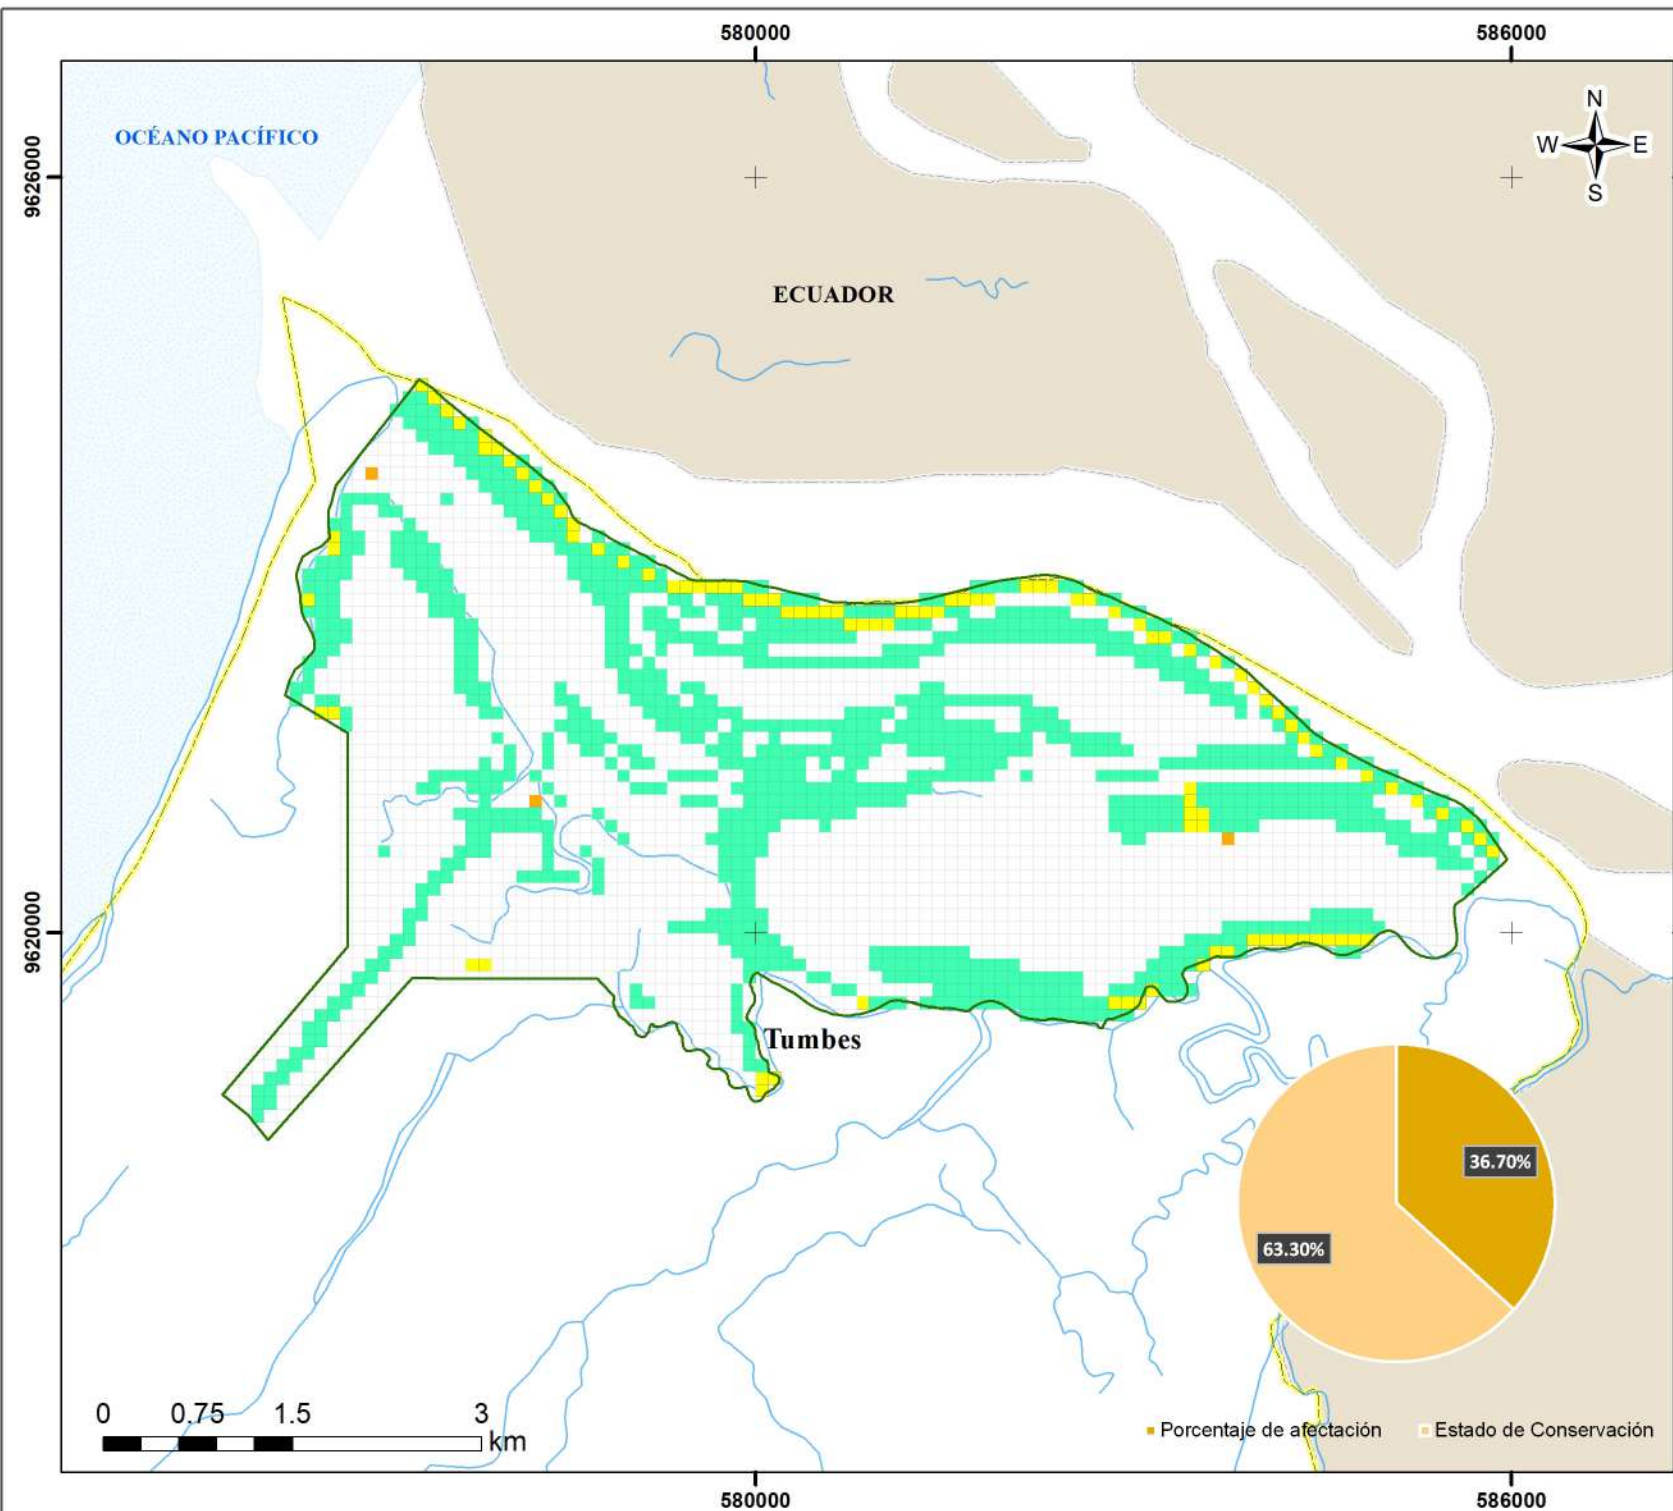 580000
586000
OCÉANO PACÍFICO
N
W
E
S
9626000
ECUADOR
9620000
Tumbes
36.70%
63.30%
0
0.75
1.5
3
km
Porcentaje de afectación
Estado de Conservación
580000
586000